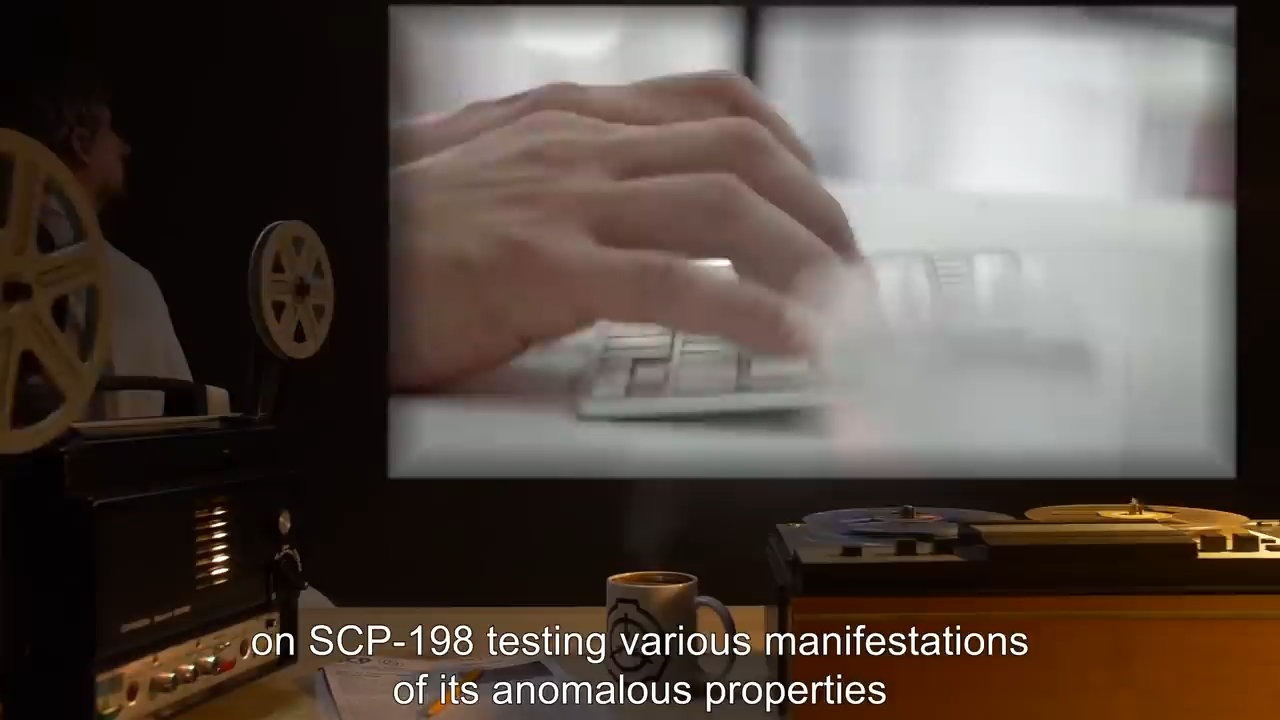 on SCP-198 testing various manifestations
of its anomalous properties